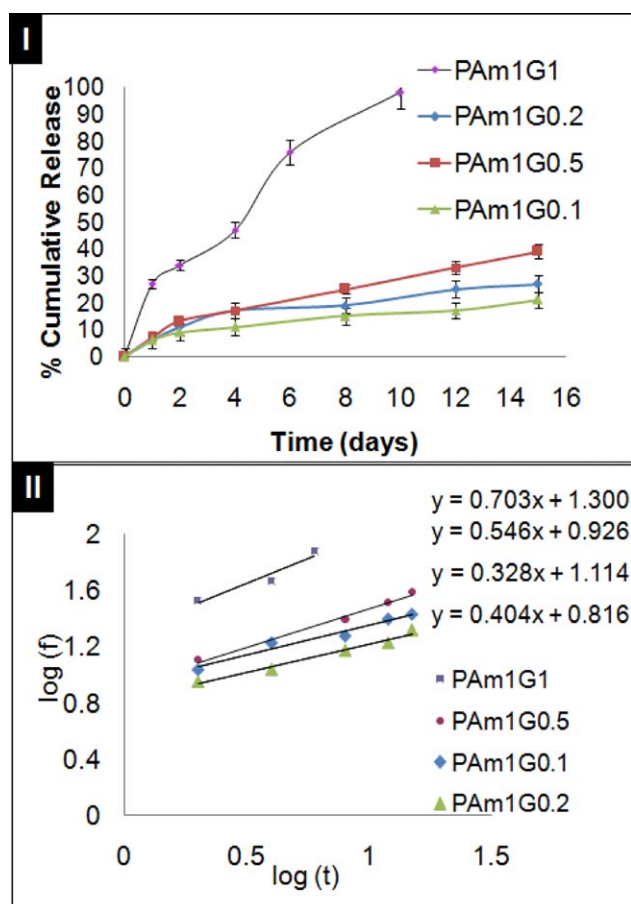 I
PAm1G1
PAm1G0.2
PAm1G0.5
PAm1G0.1
% Cumulative Release
100
90
80
70
60
50
40
30
20
10
0
0 2 4 6 8 10 12 14 16
Time (days)
II
y = 0.703x + 1.300
y = 0.546x + 0.926
y = 0.328x + 1.114
y = 0.404x + 0.816
log (f)
2
1.6
1.2
0.8
0.4
0
PAm1G1
PAm1G0.5
PAm1G0.1
PAm1G0.2
0 0.5 1 1.5
log (t)